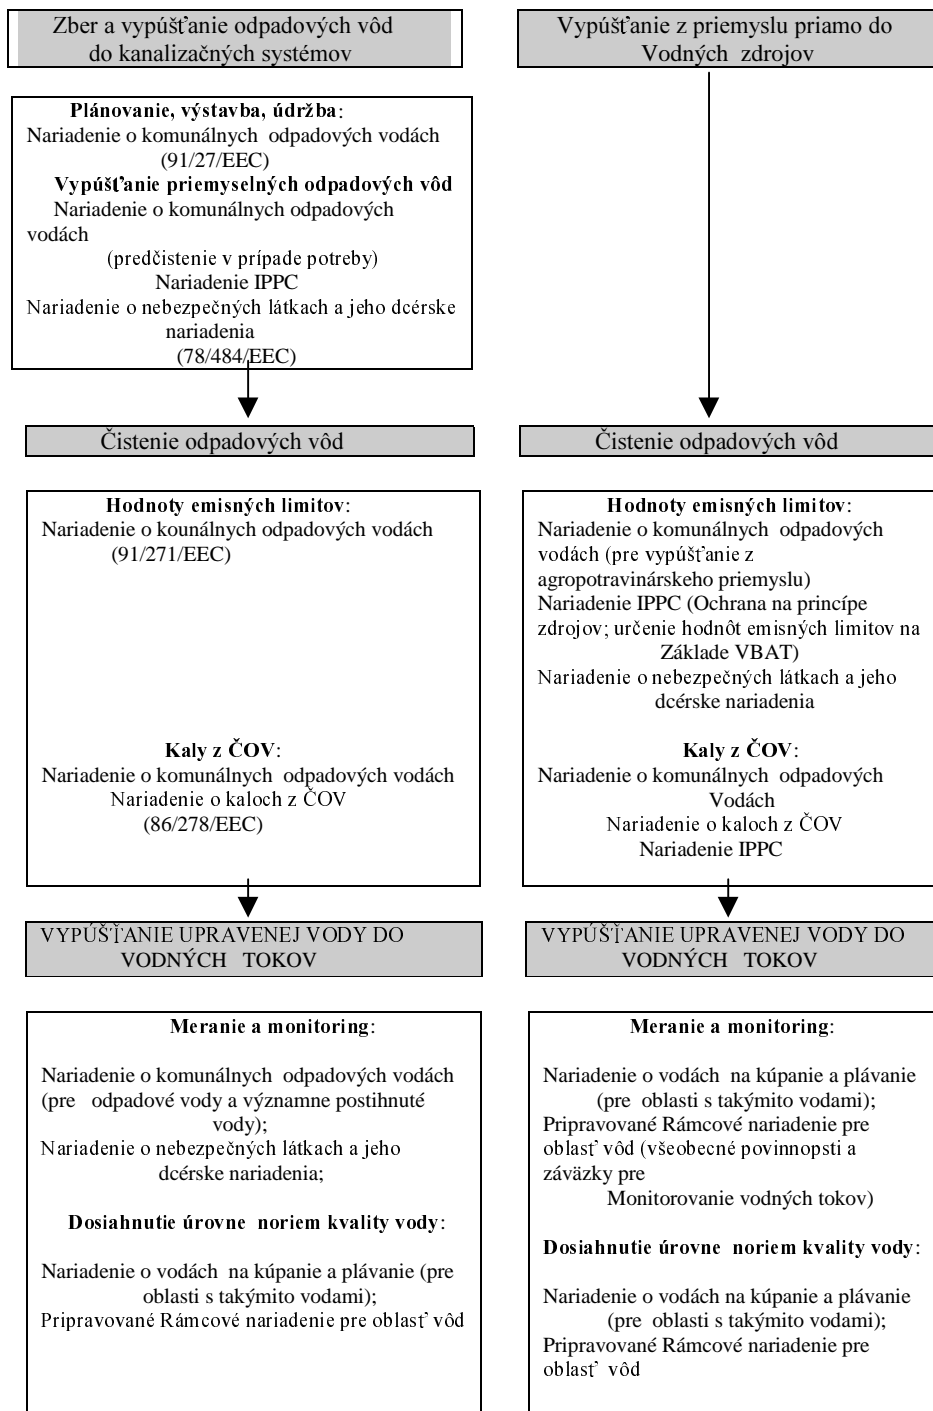 Zber a vypúšťanie odpadových vôd
do kanalizačných systémov
Plánovanie, výstavba, údržba:
Nariadenie o komunálnych odpadových vodách
(91/27/EEC)
Vypúšťanie priemyselných odpadových vôd
Nariadenie o komunálnych odpadových
vodách
(predčistenie v prípade potreby)
Nariadenie IPPC
Nariadenie o nebezpečných látkach a jeho dcérske
nariadenia
(78/484/EEC)
Čistenie odpadových vôd
Hodnoty emisných limitov:
Nariadenie o kounálnych odpadových vodách
(91/271/EEC)
Kaly z ČOV:
Nariadenie o komunálnych odpadových vodách
Nariadenie o kaloch z ČOV
(86/278/EEC)
VYPÚŠŤANIE UPRAVENEJ VODY DO
VODNÝCH TOKOV
Meranie a monitoring:
Nariadenie o komunálnych odpadových vodách
(pre odpadové vody a významne postihnuté
vody);
Nariadenie o nebezpečných látkach a jeho
dcérske nariadenia;
Dosiahnutie úrovne noriem kvality vody:
Nariadenie o vodách na kúpanie a plávanie (pre
oblasti s takýmito vodami);
Pripravované Rámcové nariadenie pre oblasť vôd
Vypúšťanie z priemyslu priamo do
Vodných zdrojov
Čistenie odpadových vôd
Hodnoty emisných limitov:
Nariadenie o komunálnych odpadových
vodách (pre vypúšťanie z
agropotravinárskeho priemyslu)
Nariadenie IPPC (Ochrana na princípe
zdrojov; určenie hodnôt emisných limitov na
Základe VBAT)
Nariadenie o nebezpečných látkach a jeho
dcérske nariadenia
Kaly z ČOV:
Nariadenie o komunálnych odpadových
Vodách
Nariadenie o kaloch z ČOV
Nariadenie IPPC
VYPÚŠŤANIE UPRAVENEJ VODY DO
VODNÝCH TOKOV
Meranie a monitoring:
Nariadenie o vodách na kúpanie a plávanie
(pre oblasti s takýmito vodami);
Pripravované Rámcové nariadenie pre
oblasť vôd (všeobecné povinnopsti a
záväzky pre
Monitorovanie vodných tokov)
Dosiahnutie úrovne noriem kvality vody:
Nariadenie o vodách na kúpanie a plávanie
(pre oblasti s takýmito vodami);
Pripravované Rámcové nariadenie pre
oblasť vôd